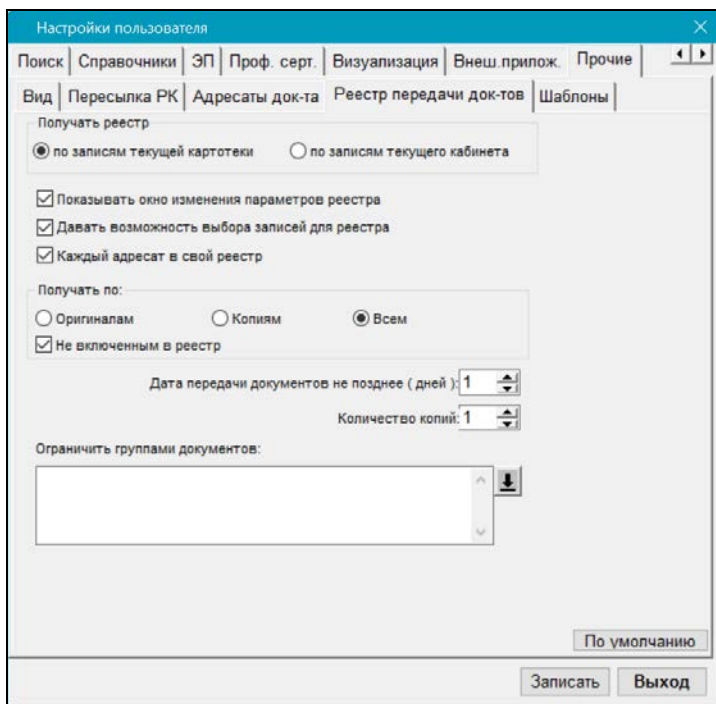 Настройки пользователя
Поиск Справочники ЭП Проф. серт. Визуализация Внеш.прилож. Прочие
Вид Пересылка РК Адресаты док-та Реестр передачи док-тов Шаблоны
Получать реестр
по записям текущей картотеки по записям текущего кабинета
Показывать окно изменения параметров реестра
Давать возможность выбора записей для реестра
Каждый адресат в свой реестр
Получать по:
Оригиналам Копиям Всем
Не включенным в реестр
Дата передачи документов не позднее ( дней ): 1
Количество копий: 1
Ограничить группами документов:
По умолчанию
Записать Выход